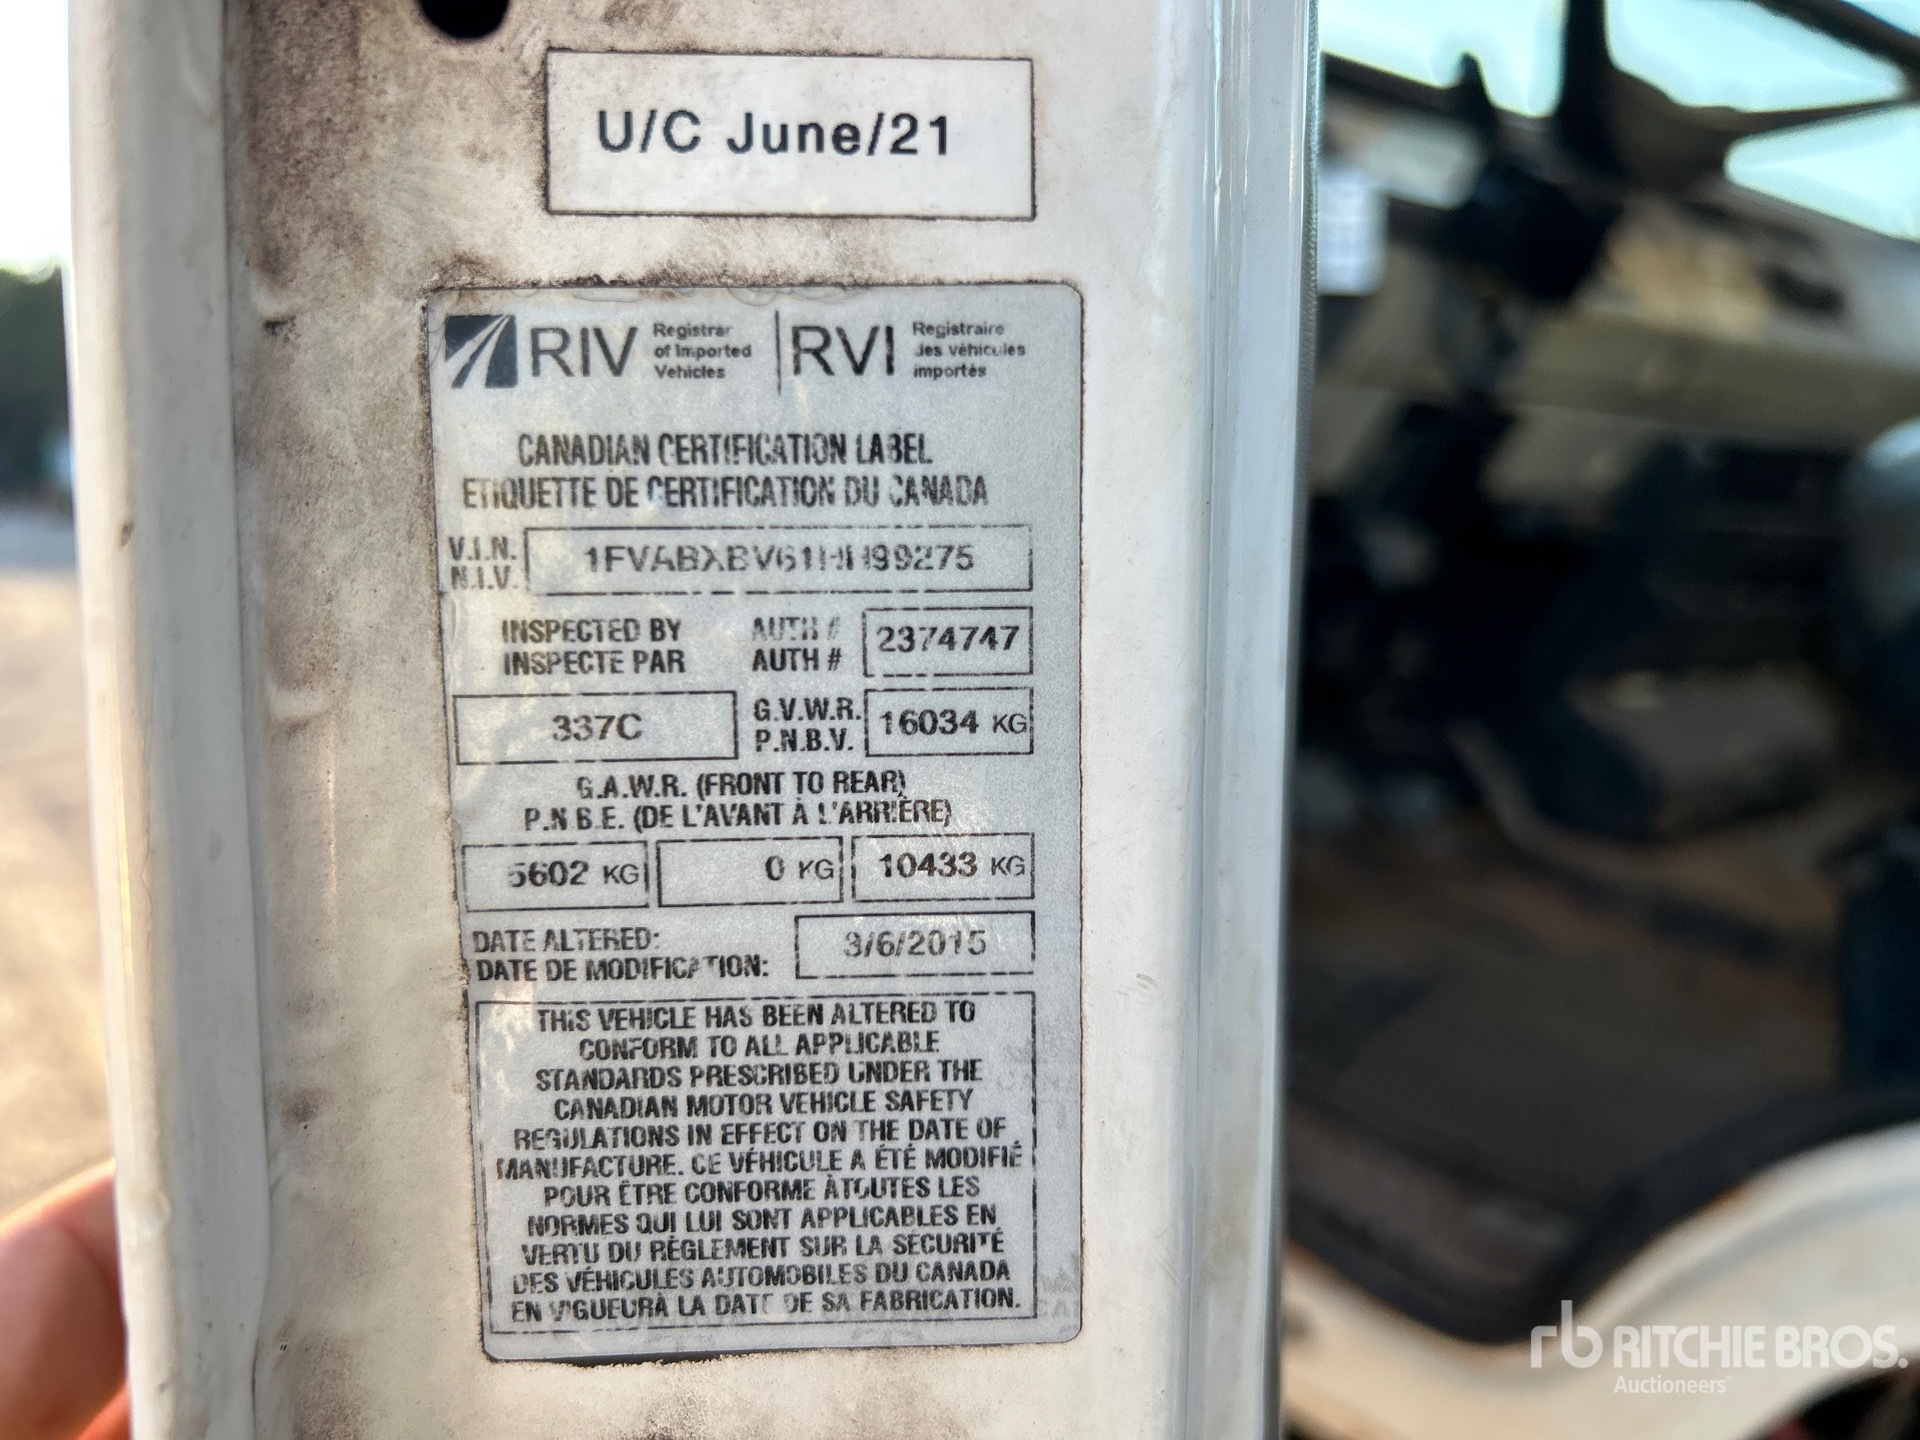 U/C June/21
RIV Registrar of Imported Vehicles | RVI Registraire des véhicules importés
CANADIAN CERTIFICATION LABEL
ETIQUETTE DE CERTIFICATION DU CANADA
V.I.N. N.I.V. 1FVABXBV61HH99275
INSPECTED BY AUTH # 2374747
INSPECTE PAR AUTH #
337C G.V.W.R. P.N.B.V. 16034 KG
G.A.W.R. (FRONT TO REAR)
P.N.B.E. (DE L'AVANT À L'ARRIÈRE)
5602 KG 0 KG 10433 KG
DATE ALTERED: 3/6/2015
DATE DE MODIFICATION:
THIS VEHICLE HAS BEEN ALTERED TO
CONFORM TO ALL APPLICABLE
STANDARDS PRESCRIBED UNDER THE
CANADIAN MOTOR VEHICLE SAFETY
REGULATIONS IN EFFECT ON THE DATE OF
MANUFACTURE. CE VÉHICULE A ÉTÉ MODIFIÉ
POUR ÊTRE CONFORME ÀTOUTES LES
NORMES QUI LUI SONT APPLICABLES EN
VERTU DU RÈGLEMENT SUR LA SÉCURITÉ
DES VÉHICULES AUTOMOBILES DU CANADA
EN VIGUEURÀ LA DATE DE SA FABRICATION.
rb RITCHIE BROS.
Auctioneers